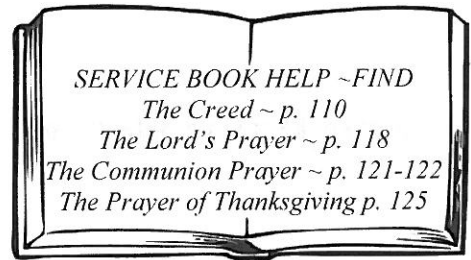 SERVICE BOOK HELP ~FIND
The Creed ~ p. 110
The Lord's Prayer ~ p. 118
The Communion Prayer ~ p. 121-122
The Prayer of Thanksgiving p. 125